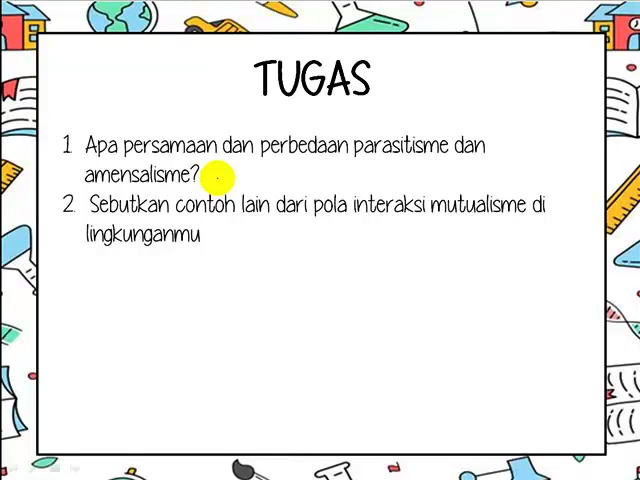 TUGAS
1. Apa persamaan dan perbedaan parasitisme dan
amensalisme?
2. Sebutkan contoh lain dari pola interaksi mutualisme di
lingkunganmu